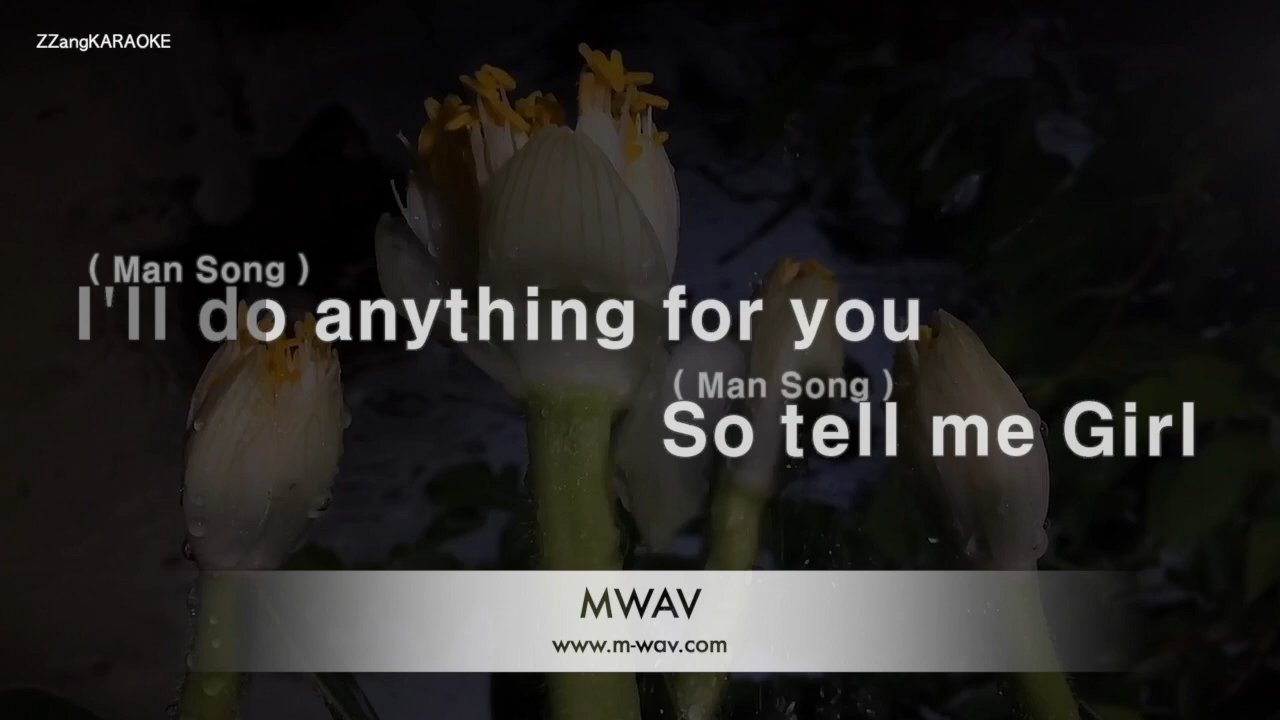 ZZangKARAOKE
( Man Song )
I'll do anything for you
( Man Song )
So tell me Girl
MWAV
www.m-wav.com